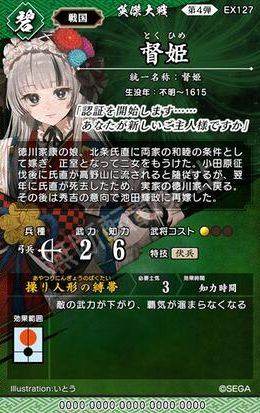 碧
戦国
英傑大戦
第4弾
EX127
とくひめ
督姫
統一名称：督姫
生没年：不明～1615
「認証を開始します……
あなたが新しいご主人様ですか」
徳川家康の娘。北条氏直に両家の和睦の条件とし
て嫁ぎ、正室となって二女をもうけた。小田原征
伐後に氏直が高野山に流されると随従するが、翌
年に氏直が死去したため、実家の徳川家へ戻る。
その後は秀吉の意向で池田輝政に再嫁した。
兵種 武力 知力 武将コスト
弓兵 2 6 特技 伏兵
あやつりにんぎょうのばくたい 必要士気 効果時間
操り人形の縛帯 3 知力時間
敵の武力が下がり、覇気が溜まらなくなる
効果範囲
Illustration:いとう
©SEGA
0000-0000-0000-0000-0000